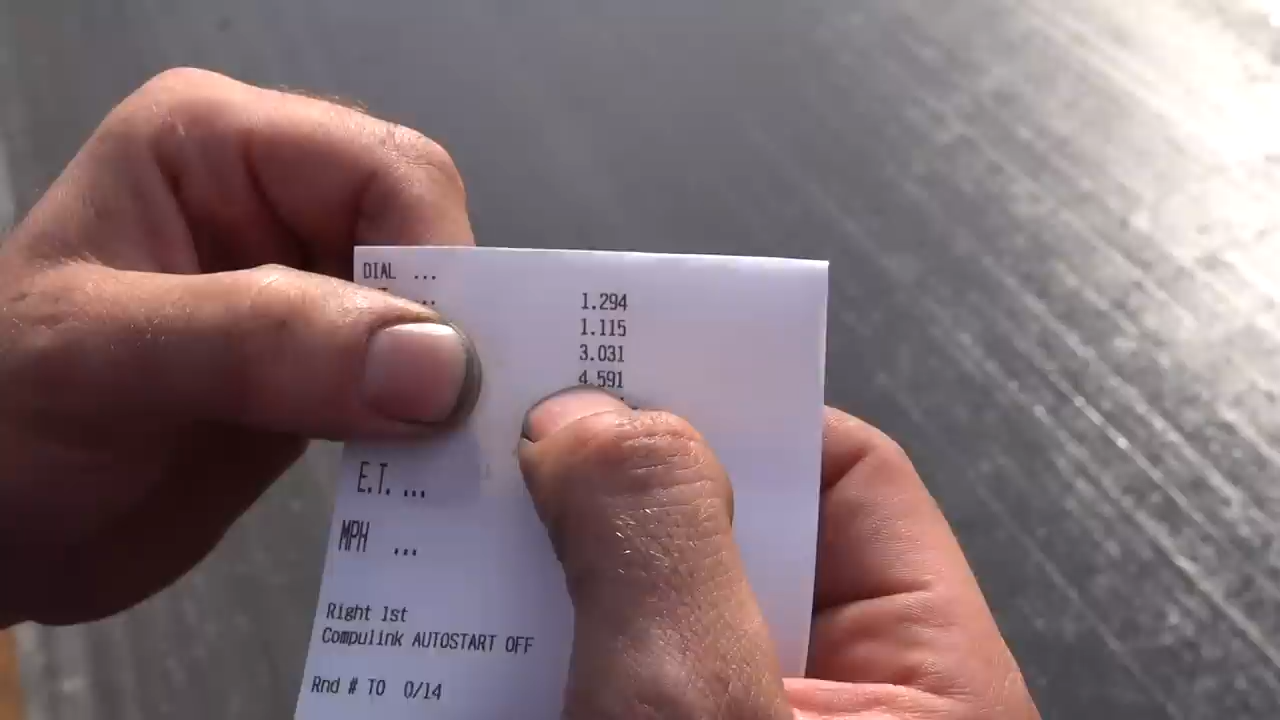 DIAL ...
... 1.294
1.115
3.031
4.591
E.T. ...
MPH ...
Right 1st
Compulink AUTOSTART OFF
Rnd # TO 0/14